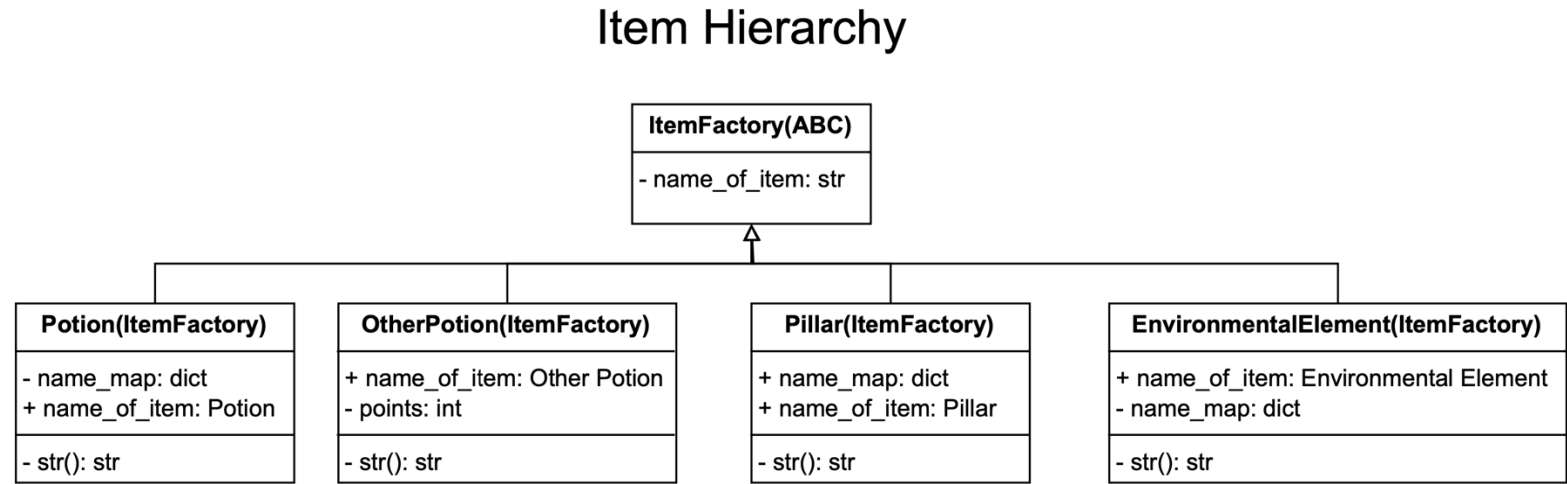 Item Hierarchy
ItemFactory(ABC)
- name_of_item: str
Potion(ItemFactory)
- name_map: dict
+ name_of_item: Potion
- str(): str
OtherPotion(ItemFactory)
+ name_of_item: Other Potion
- points: int
- str(): str
Pillar(ItemFactory)
+ name_map: dict
+ name_of_item: Pillar
- str(): str
EnvironmentalElement(ItemFactory)
+ name_of_item: Environmental Element
- name_map: dict
- str(): str